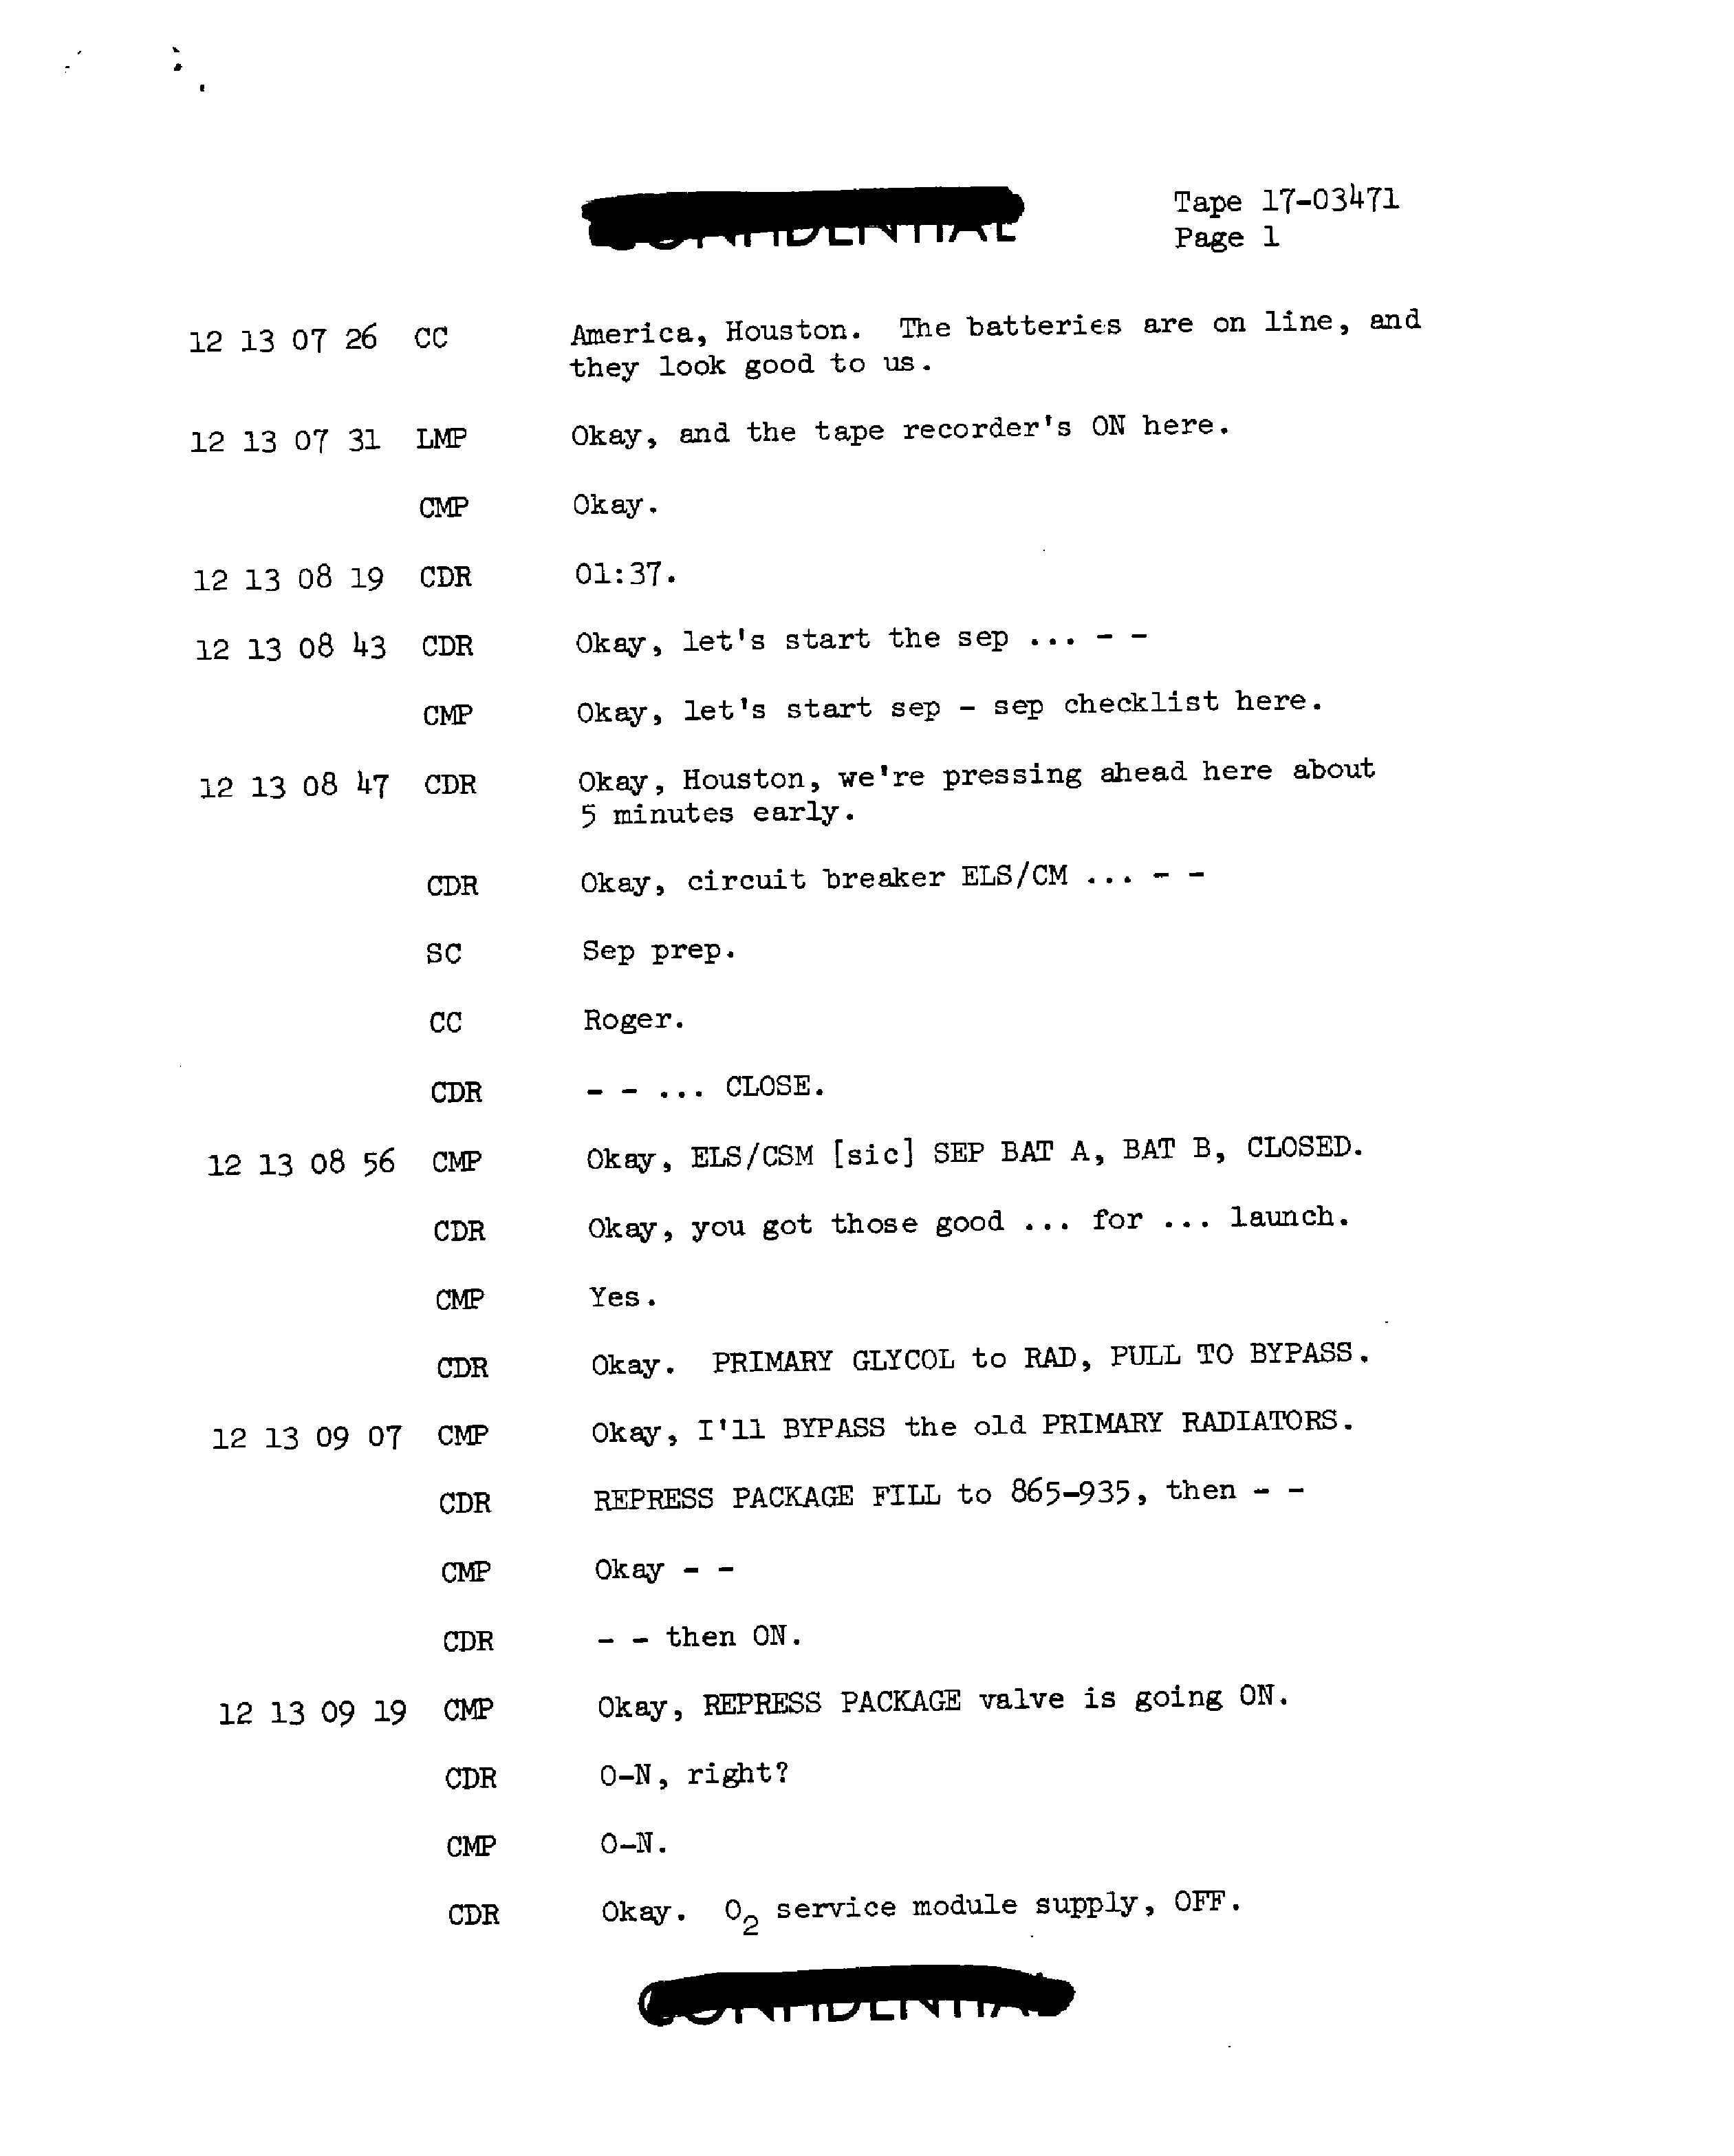 CONFIDENTIAL
Tape 17-03471
Page 1
12 13 07 26 CC America, Houston. The batteries are on line, and
they look good to us.
12 13 07 31 LMP Okay, and the tape recorder's ON here.
CMP Okay.
12 13 08 19 CDR 01:37.
12 13 08 43 CDR Okay, let's start the sep ... - -
CMP Okay, let's start sep - sep checklist here.
12 13 08 47 CDR Okay, Houston, we're pressing ahead here about
5 minutes early.
CDR Okay, circuit breaker ELS/CM ... - -
SC Sep prep.
CC Roger.
CDR - - ... CLOSE.
12 13 08 56 CMP Okay, ELS/CSM [sic] SEP BAT A, BAT B, CLOSED.
CDR Okay, you got those good ... for ... launch.
CMP Yes.
CDR Okay. PRIMARY GLYCOL to RAD, PULL TO BYPASS.
12 13 09 07 CMP Okay, I'll BYPASS the old PRIMARY RADIATORS.
CDR REPRESS PACKAGE FILL to 865-935, then - -
CMP Okay - -
CDR - - then ON.
12 13 09 19 CMP Okay, REPRESS PACKAGE valve is going ON.
CDR O-N, right?
CMP O-N.
CDR Okay. O2 service module supply, OFF.
CONFIDENTIAL